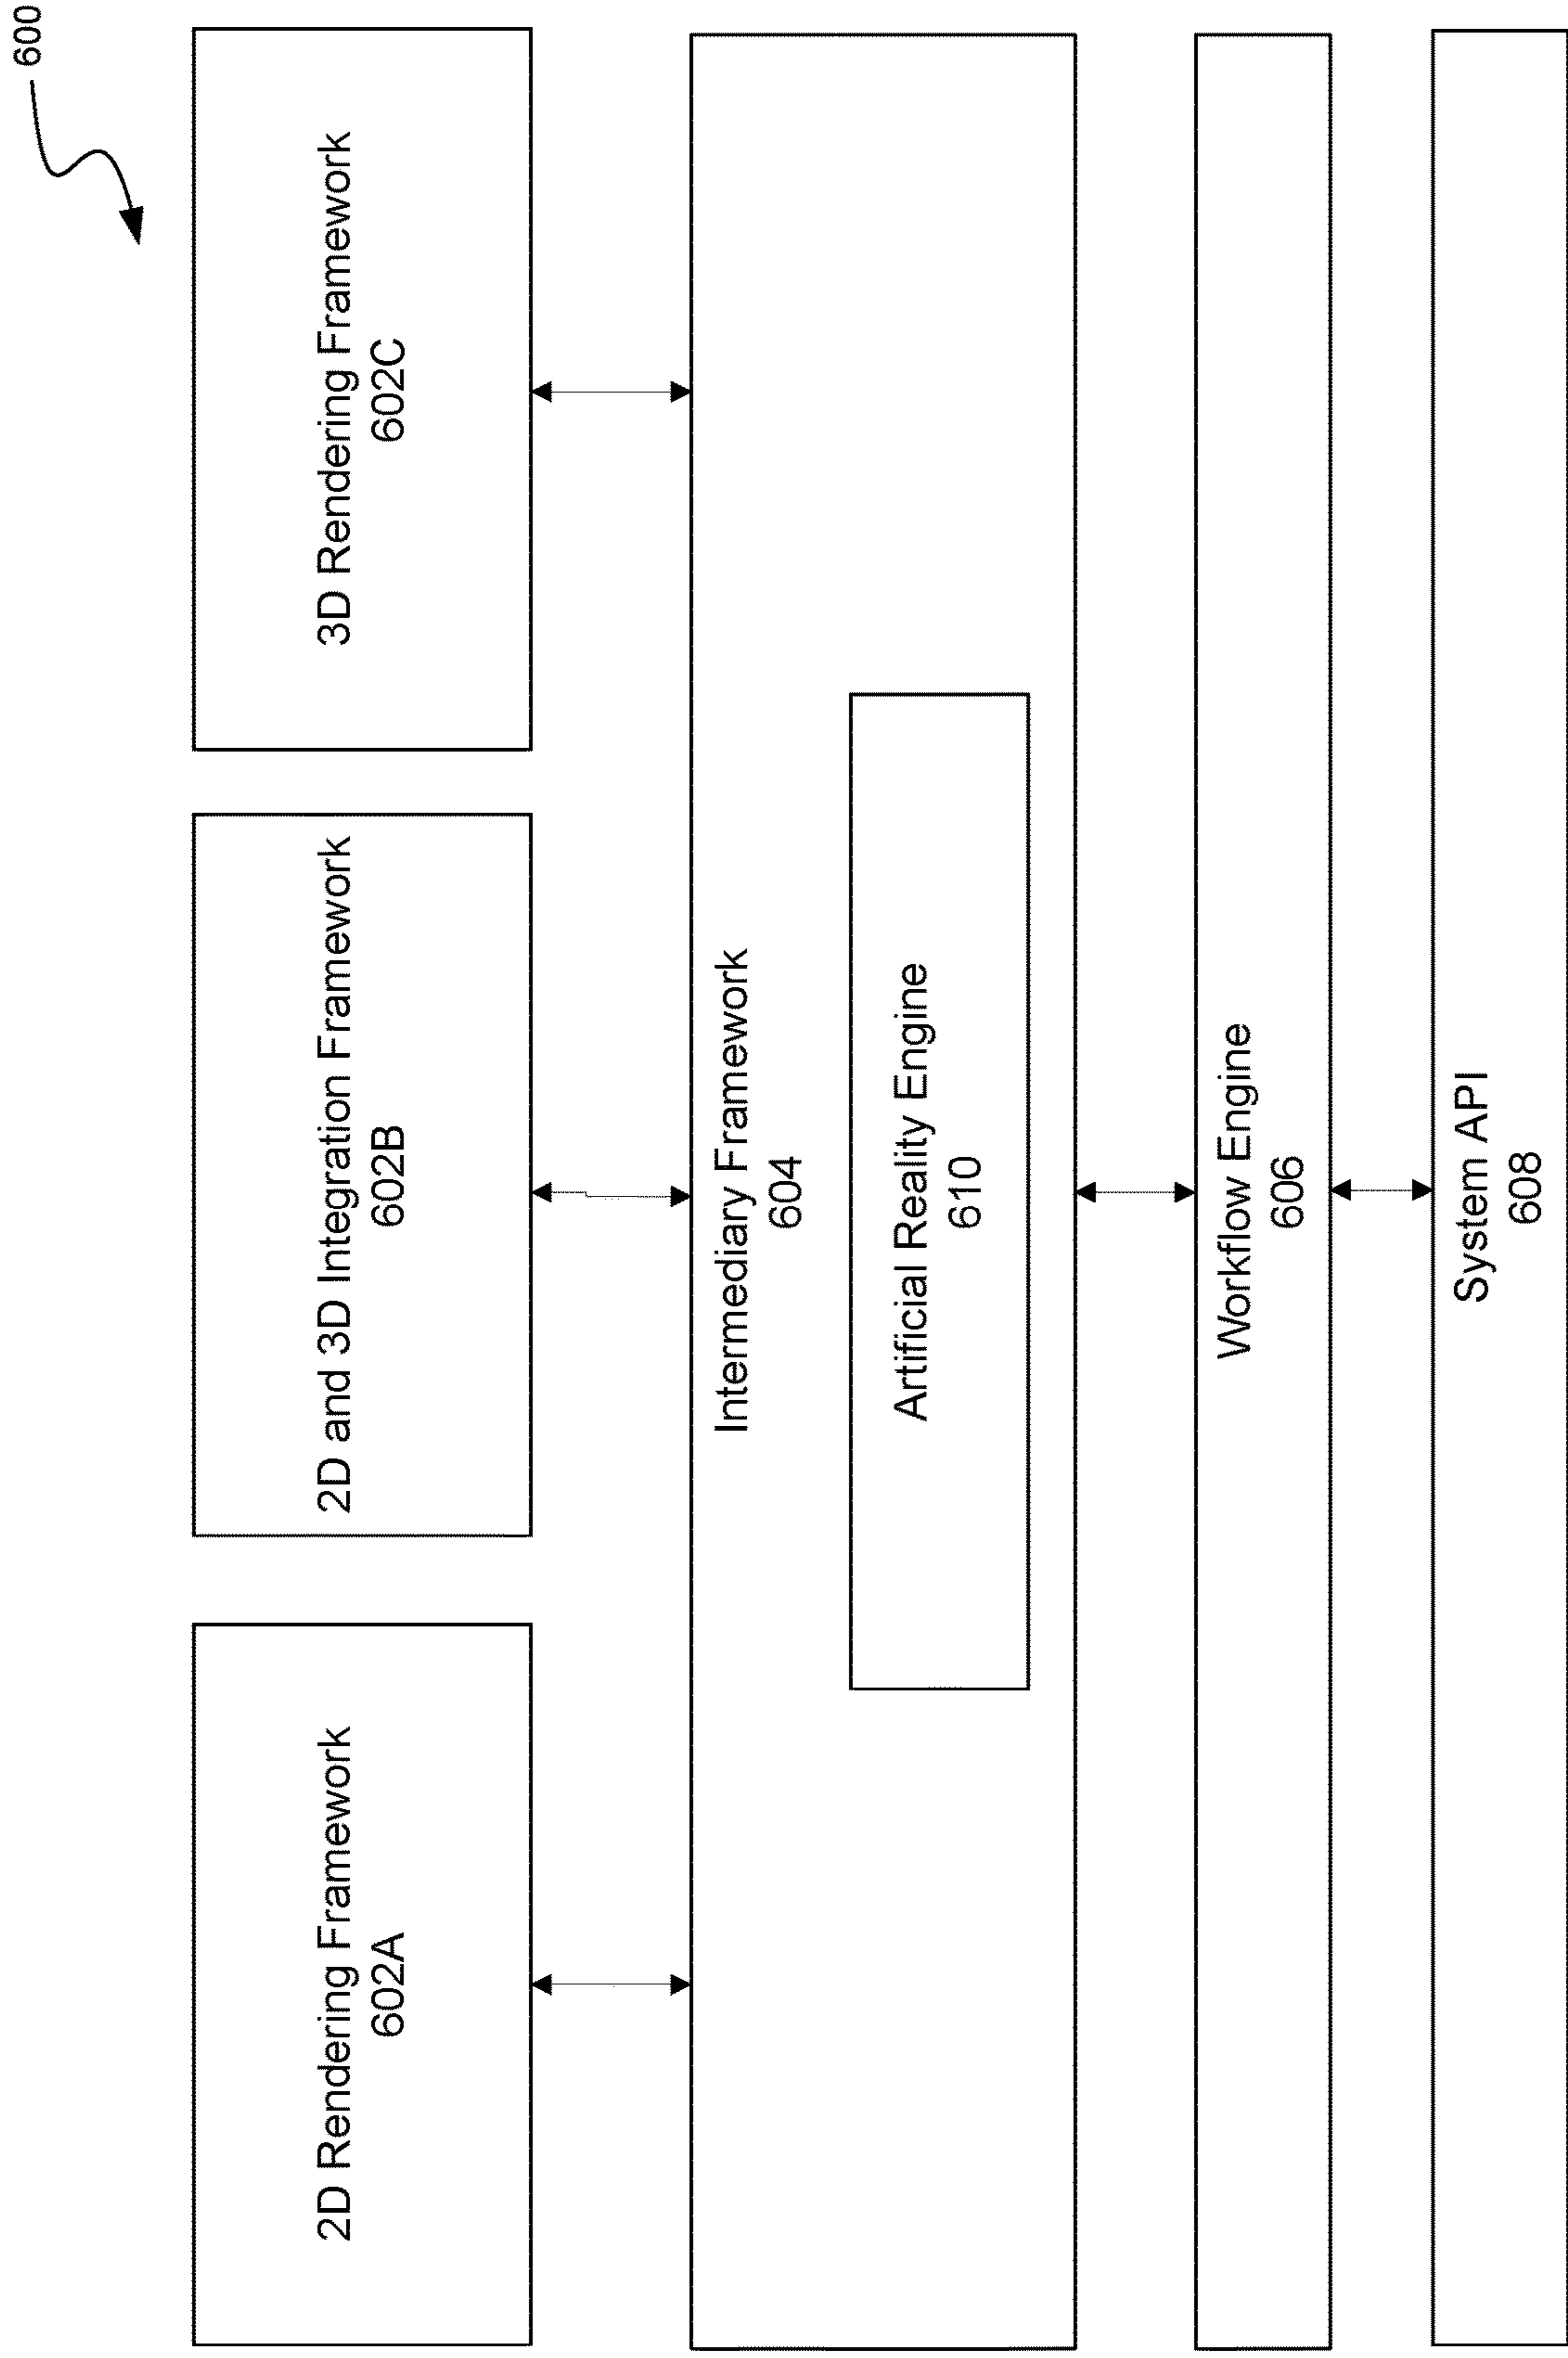 600
2D Rendering Framework
602A
2D and 3D Integration Framework
602B
3D Rendering Framework
602C
Intermediary Framework
604
Artificial Reality Engine
610
Workflow Engine
606
System API
608